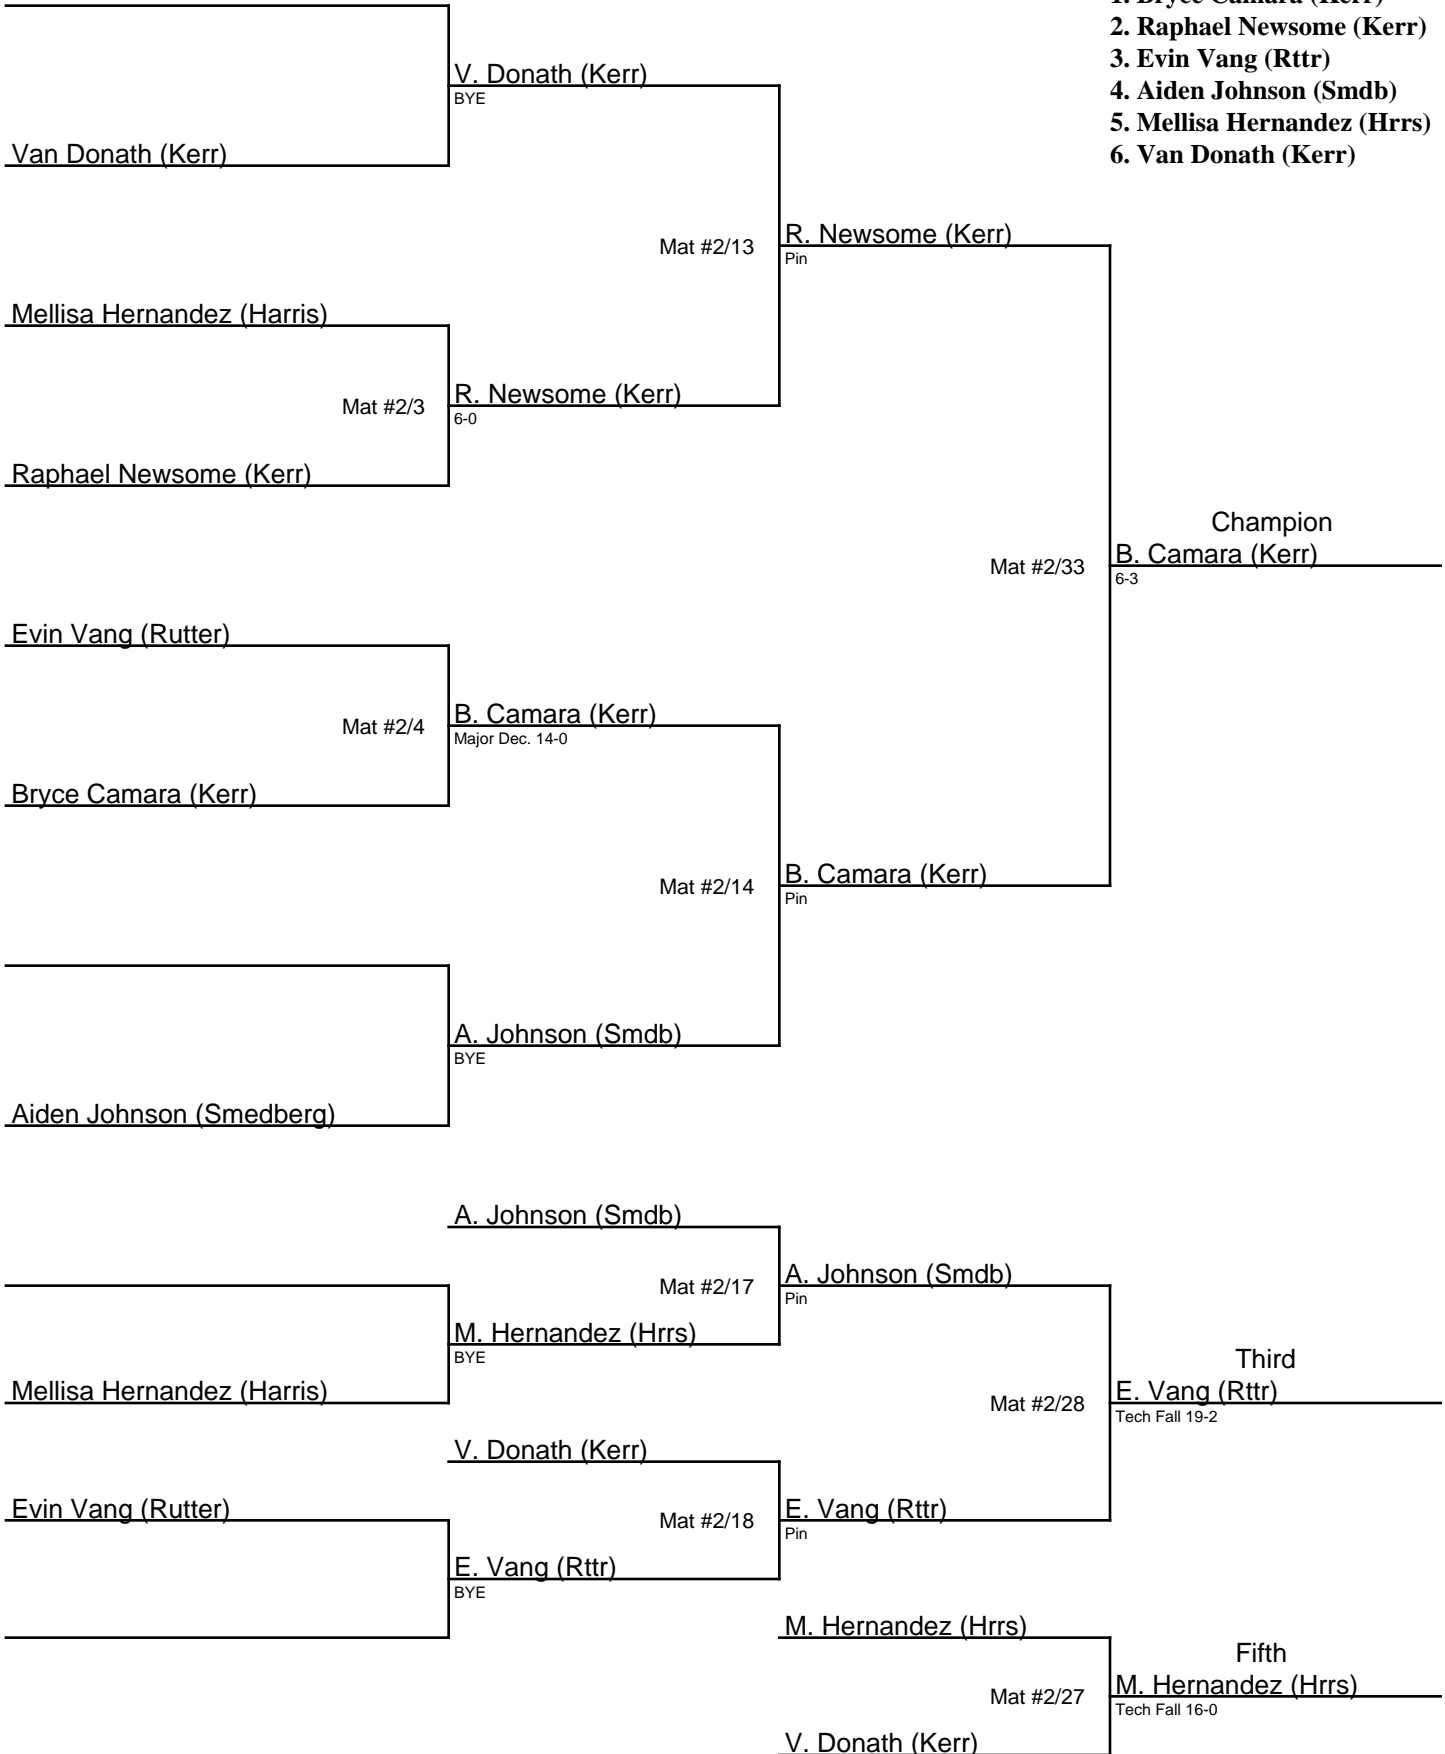 1. Bryce Camara (Kerr)
2. Raphael Newsome (Kerr)
3. Evin Vang (Rttr)
4. Aiden Johnson (Smdb)
5. Mellisa Hernandez (Hrrs)
6. Van Donath (Kerr)
V. Donath (Kerr)
BYE
Van Donath (Kerr)
Mat #2/13
R. Newsome (Kerr)
Pin
Mellisa Hernandez (Harris)
Mat #2/3
R. Newsome (Kerr)
6-0
Raphael Newsome (Kerr)
Champion
Mat #2/33
B. Camara (Kerr)
6-3
Evin Vang (Rutter)
Mat #2/4
B. Camara (Kerr)
Major Dec. 14-0
Bryce Camara (Kerr)
Mat #2/14
B. Camara (Kerr)
Pin
A. Johnson (Smdb)
BYE
Aiden Johnson (Smedberg)
A. Johnson (Smdb)
Mat #2/17
A. Johnson (Smdb)
Pin
M. Hernandez (Hrrs)
BYE
Mellisa Hernandez (Harris)
Third
Mat #2/28
E. Vang (Rttr)
Tech Fall 19-2
V. Donath (Kerr)
Evin Vang (Rutter)
Mat #2/18
E. Vang (Rttr)
Pin
E. Vang (Rttr)
BYE
M. Hernandez (Hrrs)
Fifth
Mat #2/27
M. Hernandez (Hrrs)
Tech Fall 16-0
V. Donath (Kerr)